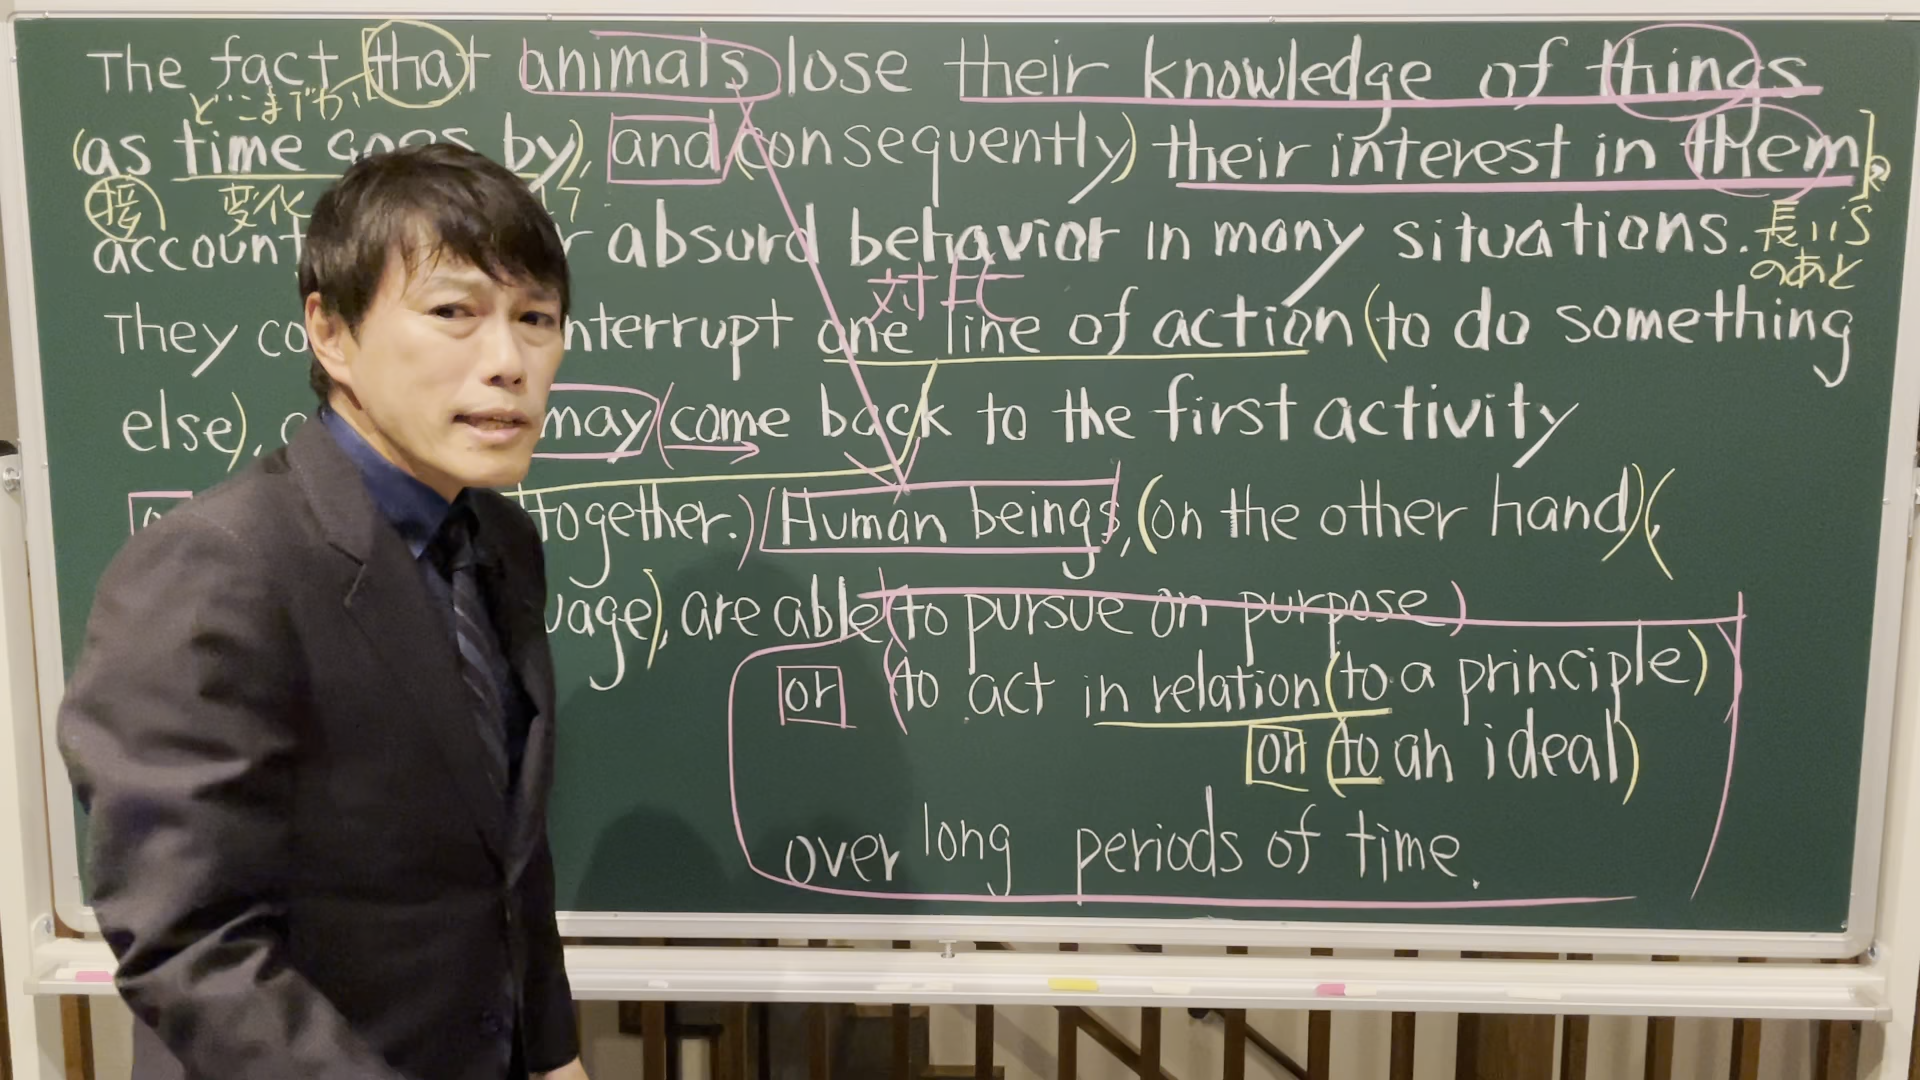 The fact that animals lose their knowledge of things
どこまでか
(as time goes by), and (consequently) their interest in them]
接 変化
account absurd behavior in many situations. 長いS
のあと
対比
They interrupt one line of action (to do something
else), may (come back to the first activity
together.) Human beings, (on the other hand) (
are able (to pursue on purpose)
or (to act in relation (to a principle)
or (to an ideal)
over long periods of time.